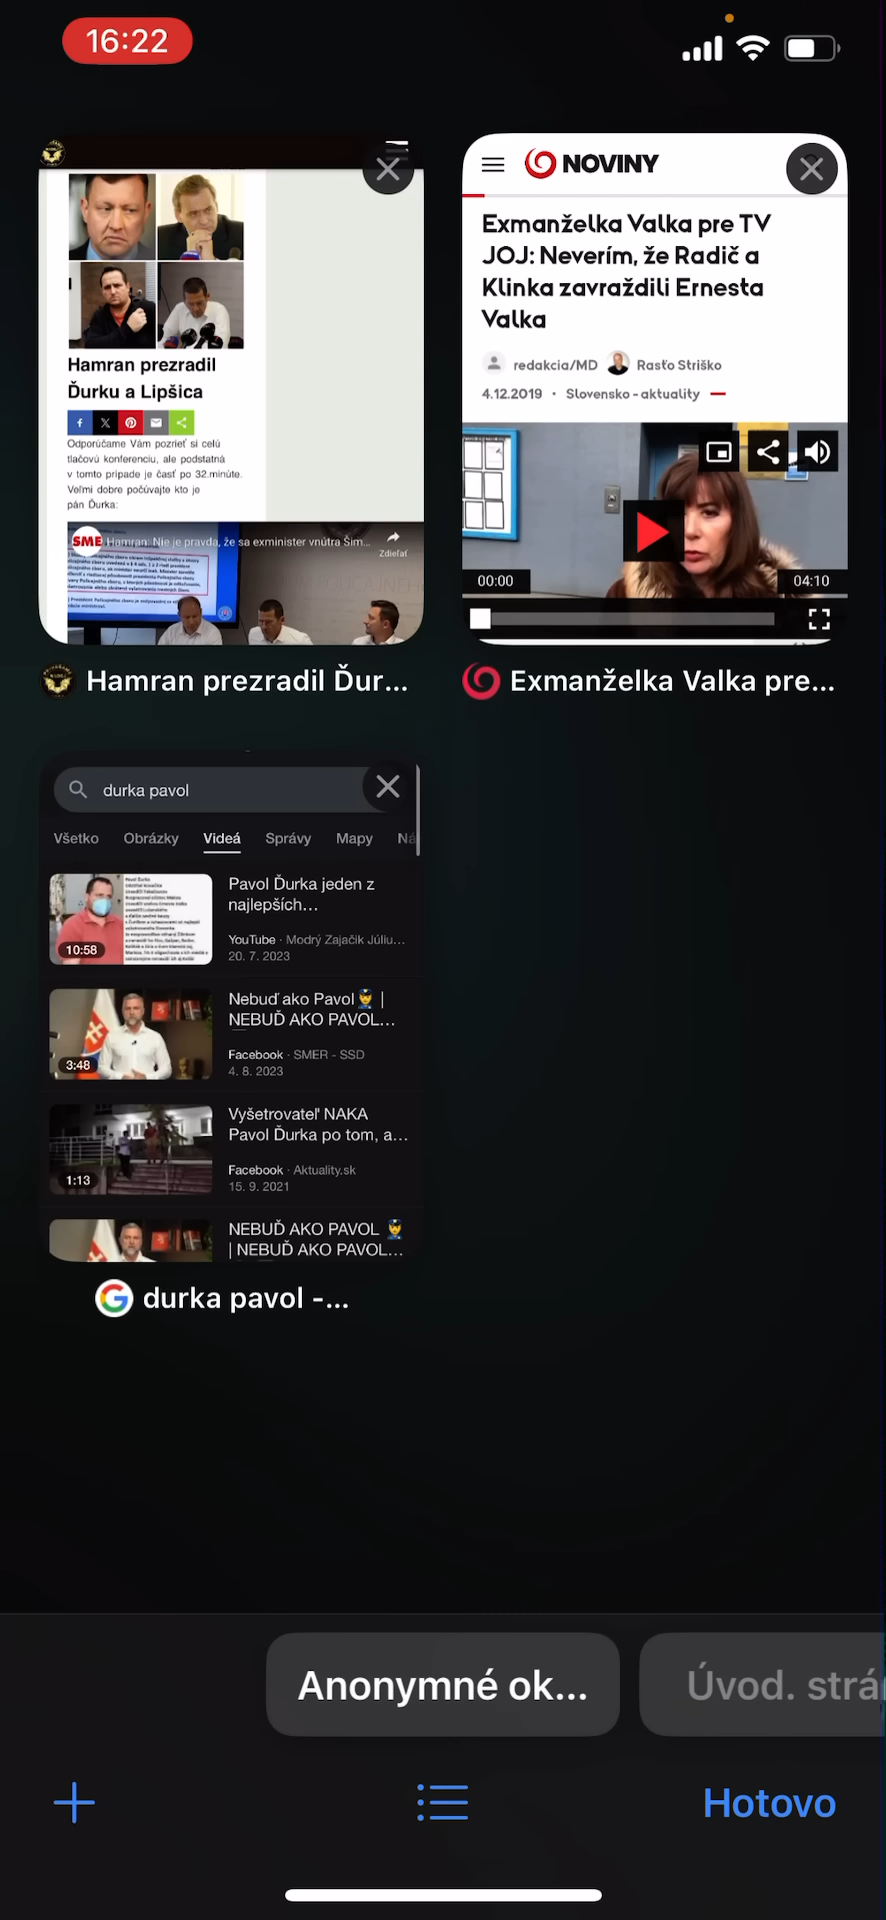 16:22
Hamran prezradil
Ďurku a Lipšica
Odporúčame Vám pozrieť si celú
tlačovú konferenciu, ale podstatná
v tomto prípade je časť po 32.minúte.
Veľmi dobre počúvajte kto je
pán Ďurka:
SME Hamran: Nie je pravda, že sa exminister vnútra Šim...
Zdieľať
Hamran prezradil Ďur...
NOVINY
Exmanželka Valka pre TV
JOJ: Neverím, že Radič a
Klinka zavraždili Ernesta
Valka
redakcia/MD Rasťo Striško
4.12.2019 · Slovensko - aktuality
00:00 04:10
Exmanželka Valka pre...
durka pavol
Všetko Obrázky Videá Správy Mapy Ná
Pavol Ďurka jeden z
najlepších...
YouTube · Modrý Zajačik Júliu...
20. 7. 2023
10:58
Nebuď ako Pavol👮 |
NEBUĎ AKO PAVOL...
Facebook · SMER - SSD
4. 8. 2023
3:48
Vyšetrovateľ NAKA
Pavol Ďurka po tom, a...
Facebook · Aktuality.sk
15. 9. 2021
1:13
NEBUĎ AKO PAVOL 👮
| NEBUĎ AKO PAVOL...
durka pavol -...
Anonymné ok...
Úvod. strá
Hotovo